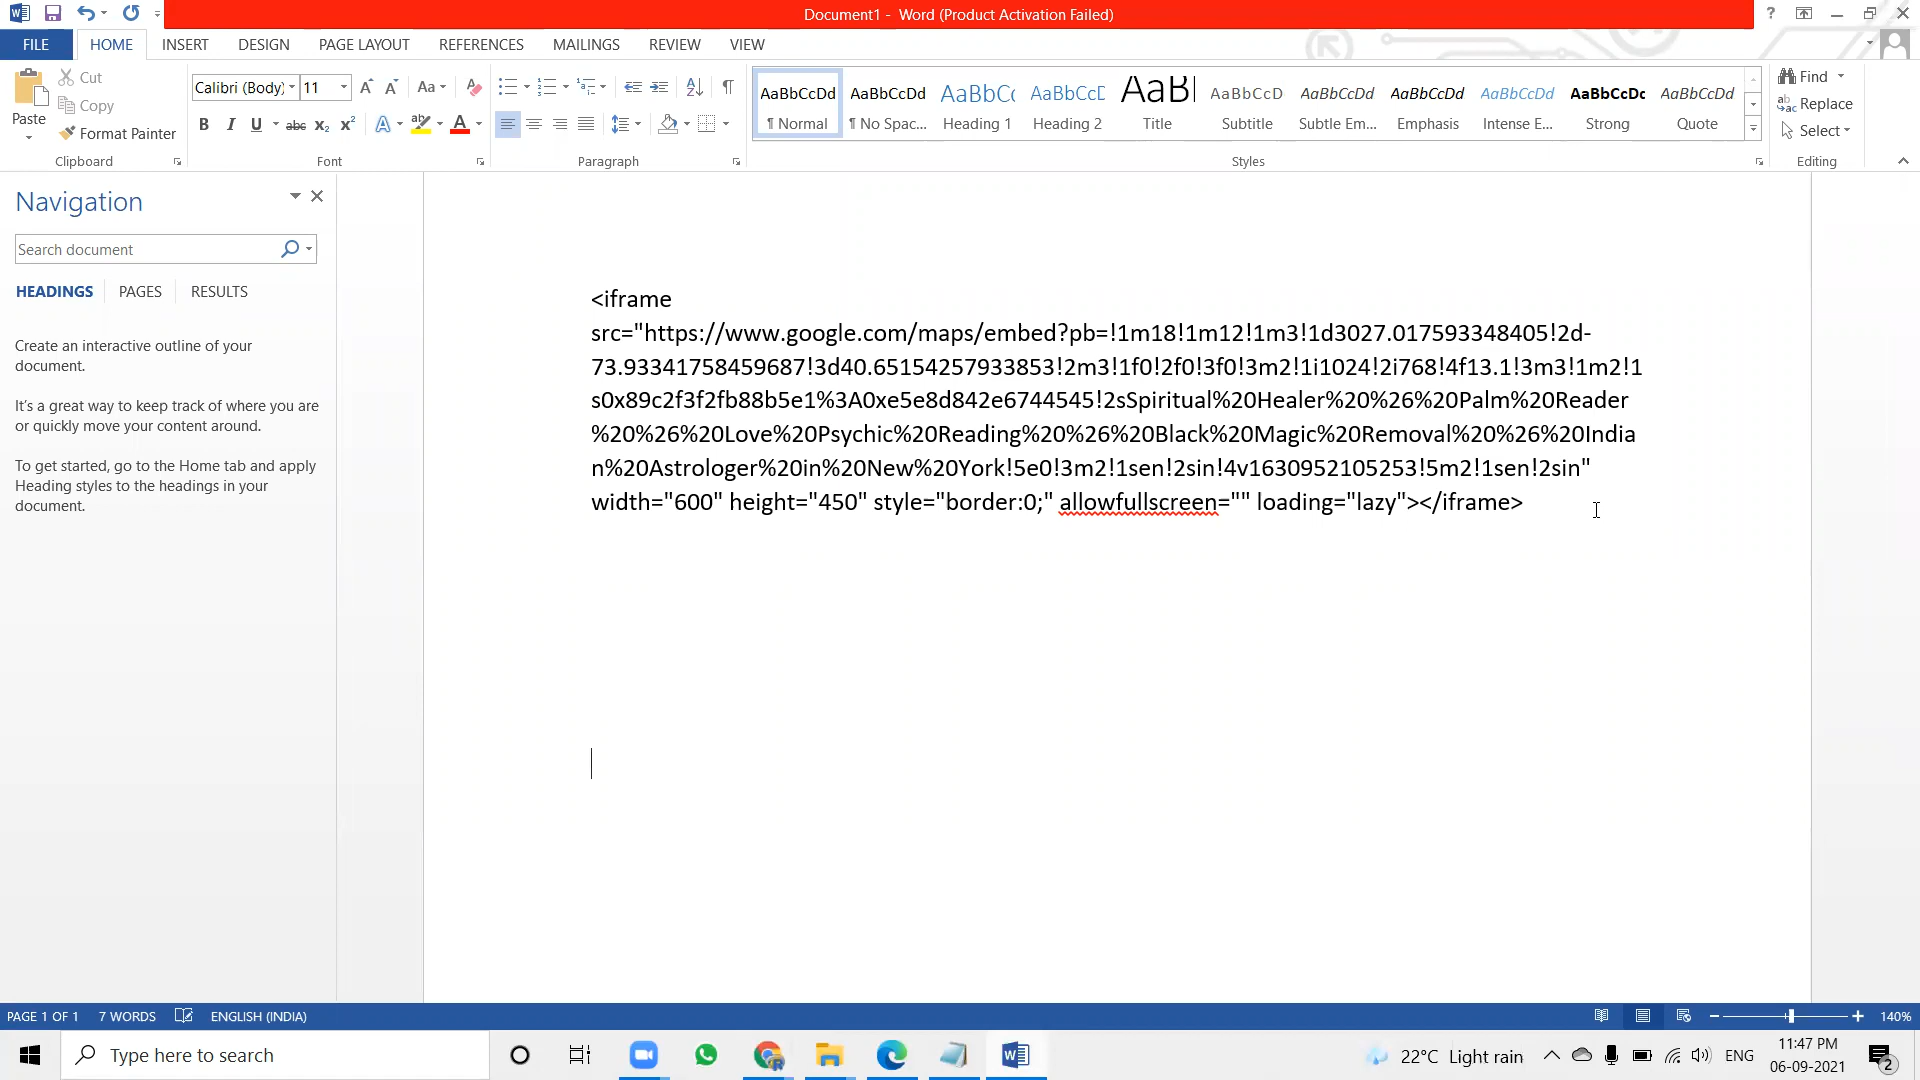 Document1 - Word (Product Activation Failed)
?
FILE HOME INSERT DESIGN PAGE LAYOUT REFERENCES MAILINGS REVIEW VIEW
Paste
Cut
Copy
Format Painter
Clipboard
Calibri (Body) 11
Aa
B I U abc x₂ x² A ab A
Font
Paragraph
AaBbCcDd AaBbCcDd AaBbC AaBbCcC AaB AaBbCcD AaBbCcDd AaBbCcDd AaBbCcDd AaBbCcDc AaBbCcDd
¶ Normal ¶ No Spac... Heading 1 Heading 2 Title Subtitle Subtle Em... Emphasis Intense E... Strong Quote
Styles
Find
Replace
Select
Editing
Navigation
Search document
HEADINGS PAGES RESULTS
Create an interactive outline of your
document.
It's a great way to keep track of where you are
or quickly move your content around.
To get started, go to the Home tab and apply
Heading styles to the headings in your
document.
<iframe
src="https://www.google.com/maps/embed?pb=!1m18!1m12!1m3!1d3027.017593348405!2d-
73.93341758459687!3d40.65154257933853!2m3!1f0!2f0!3f0!3m2!1i1024!2i768!4f13.1!3m3!1m2!1
s0x89c2f3f2fb88b5e1%3A0xe5e8d842e6744545!2sSpiritual%20Healer%20%26%20Palm%20Reader
%20%26%20Love%20Psychic%20Reading%20%26%20Black%20Magic%20Removal%20%26%20India
n%20Astrologer%20in%20New%20York!5e0!3m2!1sen!2sin!4v1630952105253!5m2!1sen!2sin"
width="600" height="450" style="border:0;" allowfullscreen="" loading="lazy"></iframe>
PAGE 1 OF 1 7 WORDS ENGLISH (INDIA)
140%
Type here to search
22°C Light rain
ENG
11:47 PM
06-09-2021
2